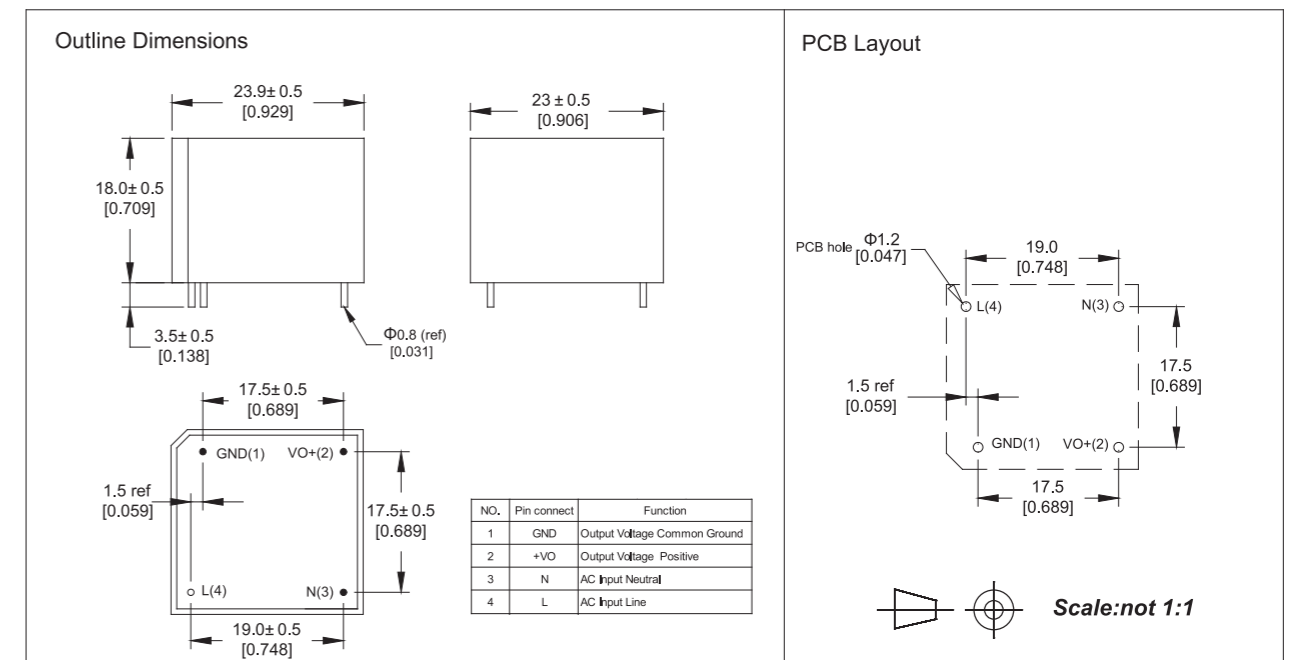 Outline Dimensions
23.9± 0.5
[0.929]
23 ± 0.5
[0.906]
18.0± 0.5
[0.709]
3.5± 0.5
[0.138]
Φ0.8 (ref)
[0.031]
17.5± 0.5
[0.689]
GND(1) VO+(2)
1.5 ref
[0.059]
17.5± 0.5
[0.689]
L(4) N(3)
19.0± 0.5
[0.748]
NO. Pin connect Function
1 GND Output Voltage Common Ground
2 +VO Output Voltage Positive
3 N AC Input Neutral
4 L AC Input Line
PCB Layout
PCB hole Φ1.2
[0.047]
19.0
[0.748]
L(4) N(3)
17.5
[0.689]
1.5 ref
[0.059]
GND(1) VO+(2)
17.5
[0.689]
Scale:not 1:1